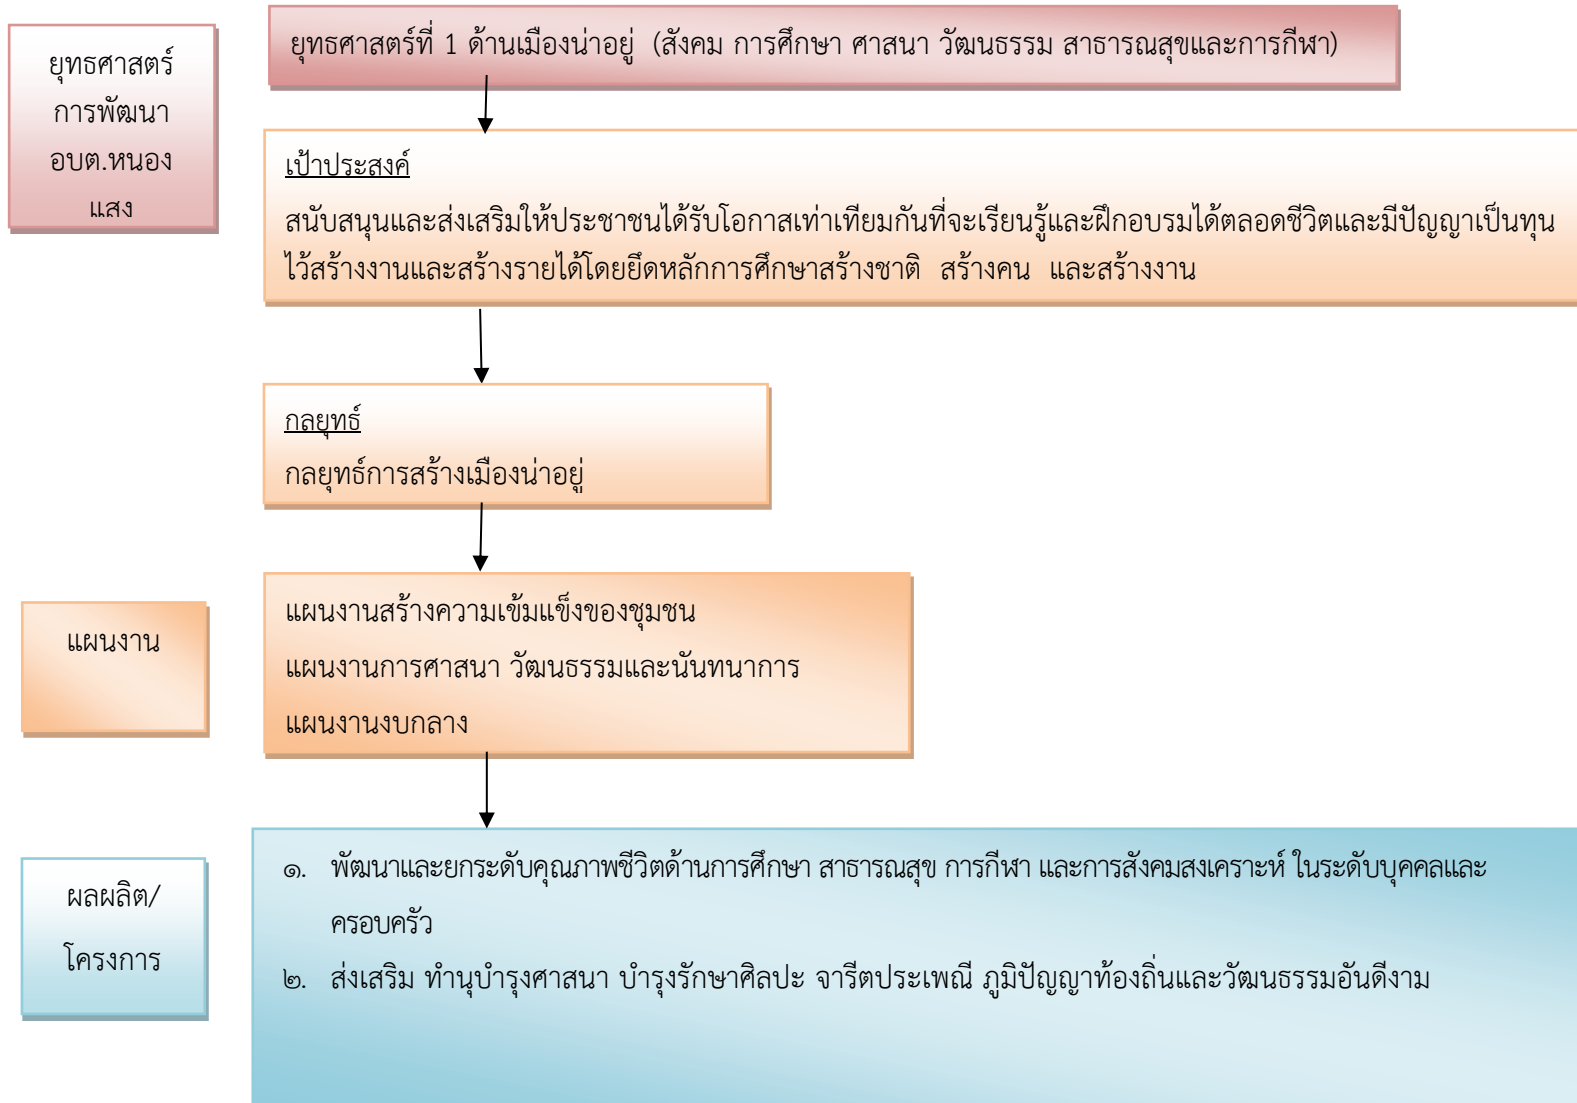 ยุทธศาสตร์
การพัฒนา
อบต.หนอง
แสง
ยุทธศาสตร์ที่ 1 ด้านเมืองน่าอยู่ (สังคม การศึกษา ศาสนา วัฒนธรรม สาธารณสุขและการกีฬา)
เป้าประสงค์
สนับสนุนและส่งเสริมให้ประชาชนได้รับโอกาสเท่าเทียมกันที่จะเรียนรู้และฝึกอบรมได้ตลอดชีวิตและมีปัญญาเป็นทุน
ไว้สร้างงานและสร้างรายได้โดยยึดหลักการศึกษาสร้างชาติ สร้างคน และสร้างงาน
กลยุทธ์
กลยุทธ์การสร้างเมืองน่าอยู่
แผนงาน
แผนงานสร้างความเข้มแข็งของชุมชน
แผนงานการศาสนา วัฒนธรรมและนันทนาการ
แผนงานงบกลาง
ผลผลิต/
โครงการ
๑. พัฒนาและยกระดับคุณภาพชีวิตด้านการศึกษา สาธารณสุข การกีฬา และการสังคมสงเคราะห์ ในระดับบุคคลและ
ครอบครัว
๒. ส่งเสริม ทำนุบำรุงศาสนา บำรุงรักษาศิลปะ จารีตประเพณี ภูมิปัญญาท้องถิ่นและวัฒนธรรมอันดีงาม